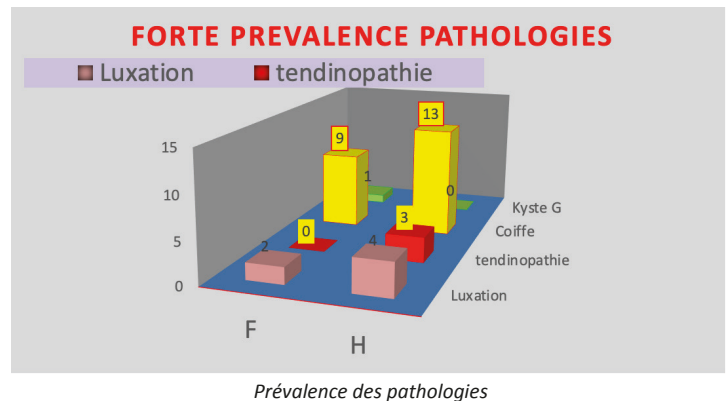 FORTE PREVALENCE PATHOLOGIES
Luxation tendinopathie
15
10
5
0
9
13
1
0
0
3
2
4
Kyste G
Coiffe
tendinopathie
Luxation
F
H
Prévalence des pathologies